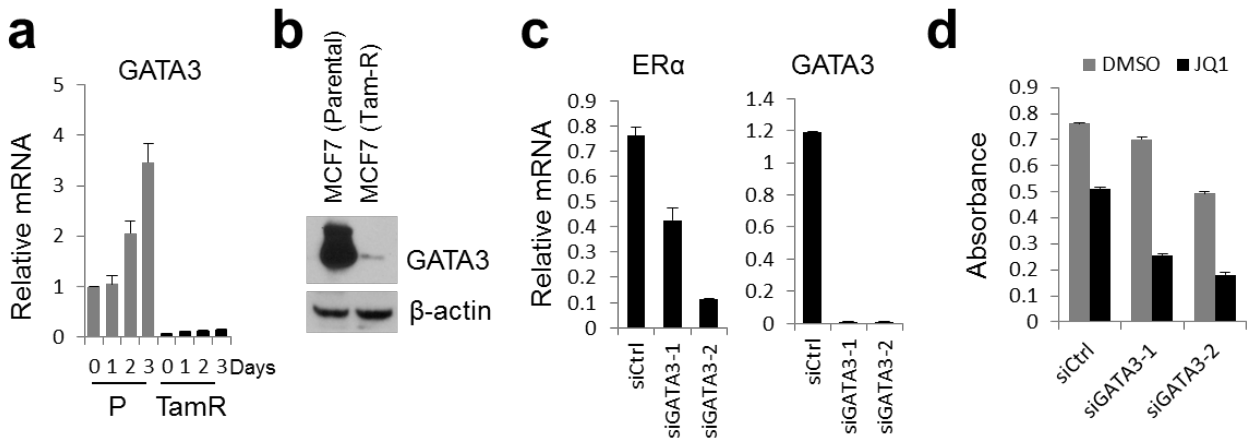 a
GATA3
Relative mRNA
5
4
3
2
1
0
0 1 2 3 Days
P TamR
b
MCF7 (Parental)
MCF7 (Tam-R)
GATA3
β-actin
c
ERα
Relative mRNA
0.9
0.8
0.7
0.6
0.5
0.4
0.3
0.2
0.1
0
siCtrl
siGATA3-1
siGATA3-2
GATA3
1.4
1.2
1
0.8
0.6
0.4
0.2
0
siCtrl
siGATA3-1
siGATA3-2
d
DMSO JQ1
Absorbance
0.9
0.8
0.7
0.6
0.5
0.4
0.3
0.2
0.1
0
siCtrl
siGATA3-1
siGATA3-2